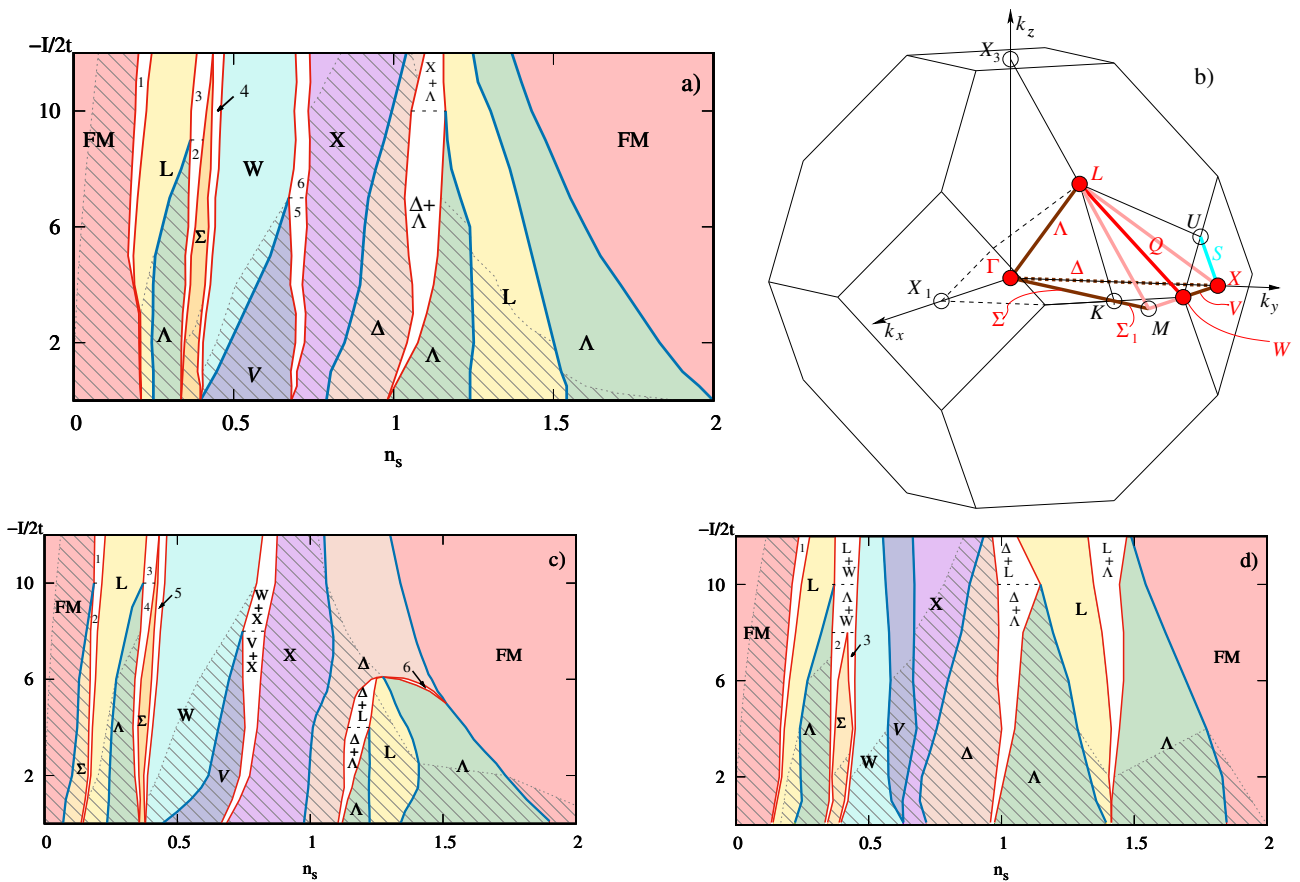 −I/2t
a)
10
6
2
FM
1
L
Λ
3
2
4
Σ
W
V
6
5
X
Δ
X
+
Λ
Δ+
Λ
Λ
L
Λ
FM
0
0.5
1
1.5
2
n_s
b)
k_z
X_3
L
U
Λ
Q
S
Γ
Δ
X
X_1
k_y
k_x
Σ
K
Σ_1
M
V
W
−I/2t
c)
10
6
2
FM
1
2
Σ
L
Λ
3
4
5
Σ
W
V
W
+
X
V
+
X
X
Δ
Δ
+
L
Δ
+
Λ
Λ
L
6
Λ
FM
0
0.5
1
1.5
2
n_s
−I/2t
d)
10
6
2
FM
1
L
Λ
L
+
W
Λ
+
W
2
3
Σ
W
V
X
Δ
Δ
+
L
Δ
+
Λ
Λ
L
L
+
Λ
Λ
FM
0
0.5
1
1.5
2
n_s